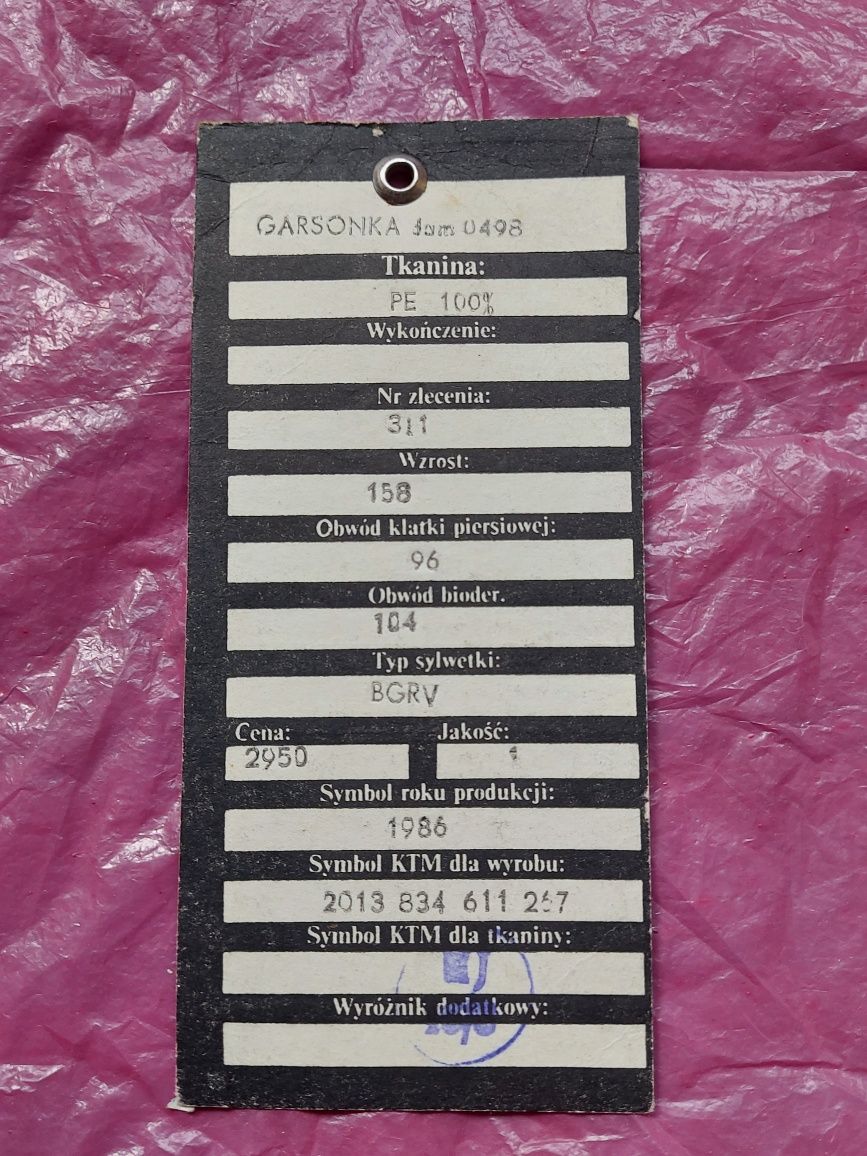 GARSONKA dam 0498
Tkanina:
PE 100%
Wykończenie:
Nr zlecenia:
311
Wzrost:
158
Obwód klatki piersiowej:
96
Obwód bioder.
104
Typ sylwetki:
BGRV
Cena: Jakość:
2950 1
Symbol roku produkcji:
1986
Symbol KTM dla wyrobu:
2013 834 611 267
Symbol KTM dla tkaniny:
Wyróżnik dodatkowy: